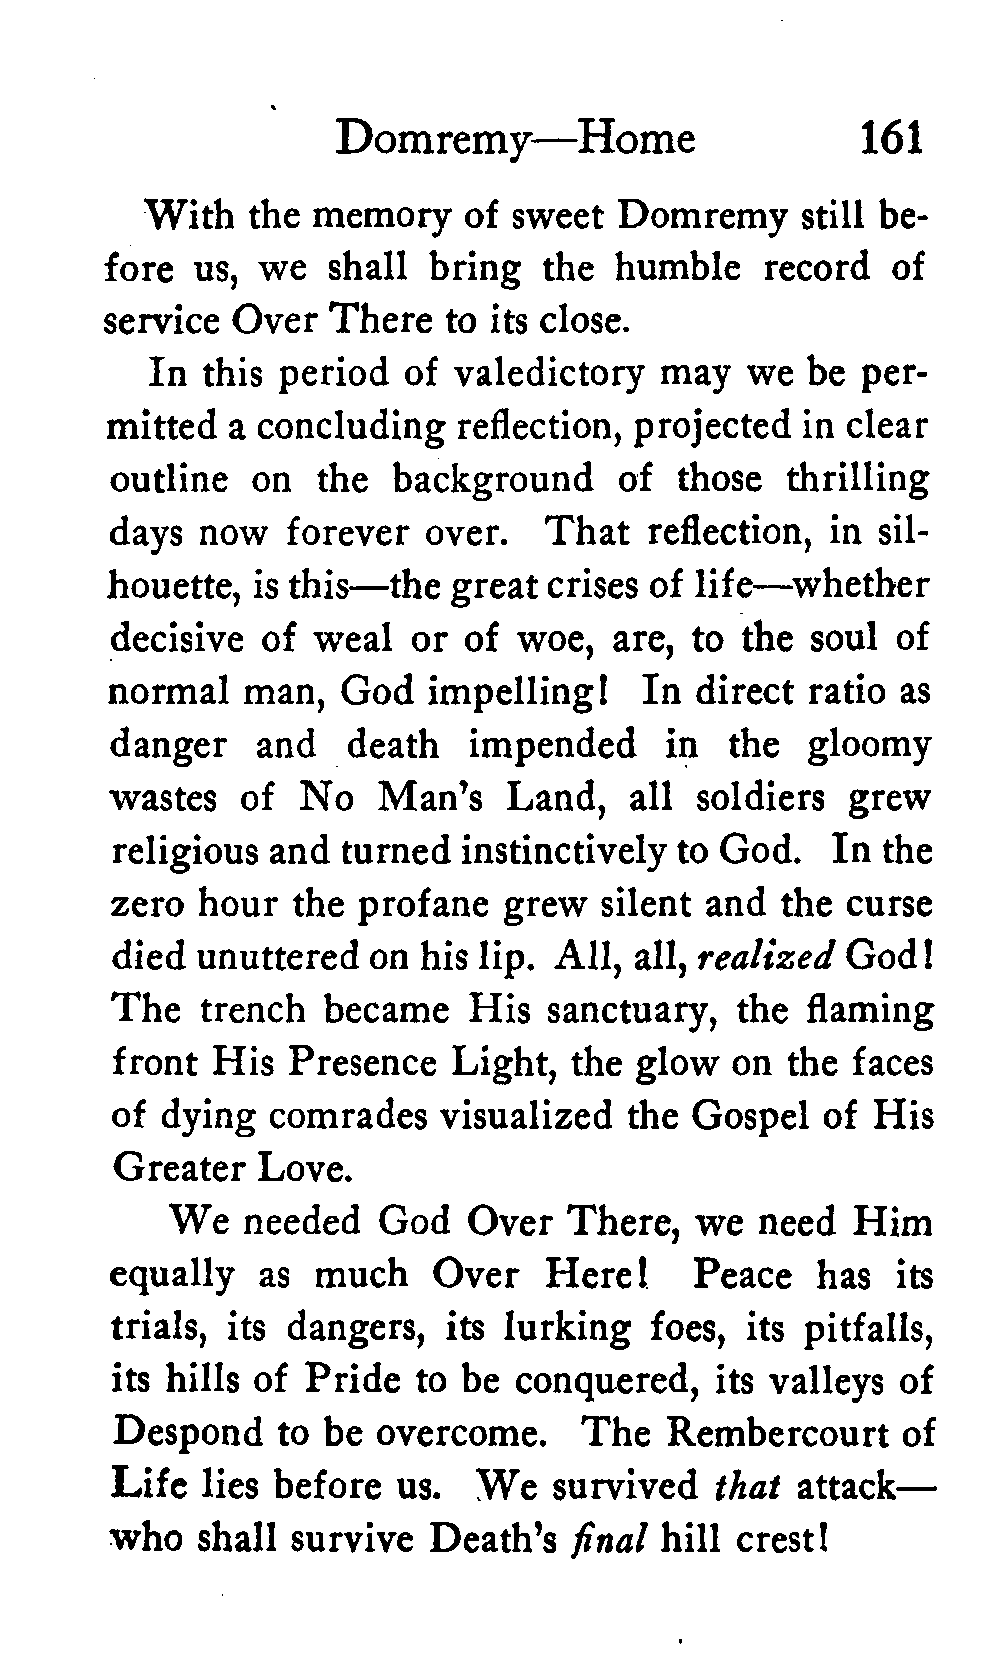 Domremy—Home 161
With the memory of sweet Domremy still be-
fore us, we shall bring the humble record of
service Over There to its close.
In this period of valedictory may we be per-
mitted a concluding reflection, projected in clear
outline on the background of those thrilling
days now forever over. That reflection, in sil-
houette, is this—the great crises of life—whether
decisive of weal or of woe, are, to the soul of
normal man, God impelling! In direct ratio as
danger and death impended in the gloomy
wastes of No Man's Land, all soldiers grew
religious and turned instinctively to God. In the
zero hour the profane grew silent and the curse
died unuttered on his lip. All, all, realized God!
The trench became His sanctuary, the flaming
front His Presence Light, the glow on the faces
of dying comrades visualized the Gospel of His
Greater Love.
We needed God Over There, we need Him
equally as much Over Here! Peace has its
trials, its dangers, its lurking foes, its pitfalls,
its hills of Pride to be conquered, its valleys of
Despond to be overcome. The Rembercourt of
Life lies before us. We survived that attack—
who shall survive Death's final hill crest!